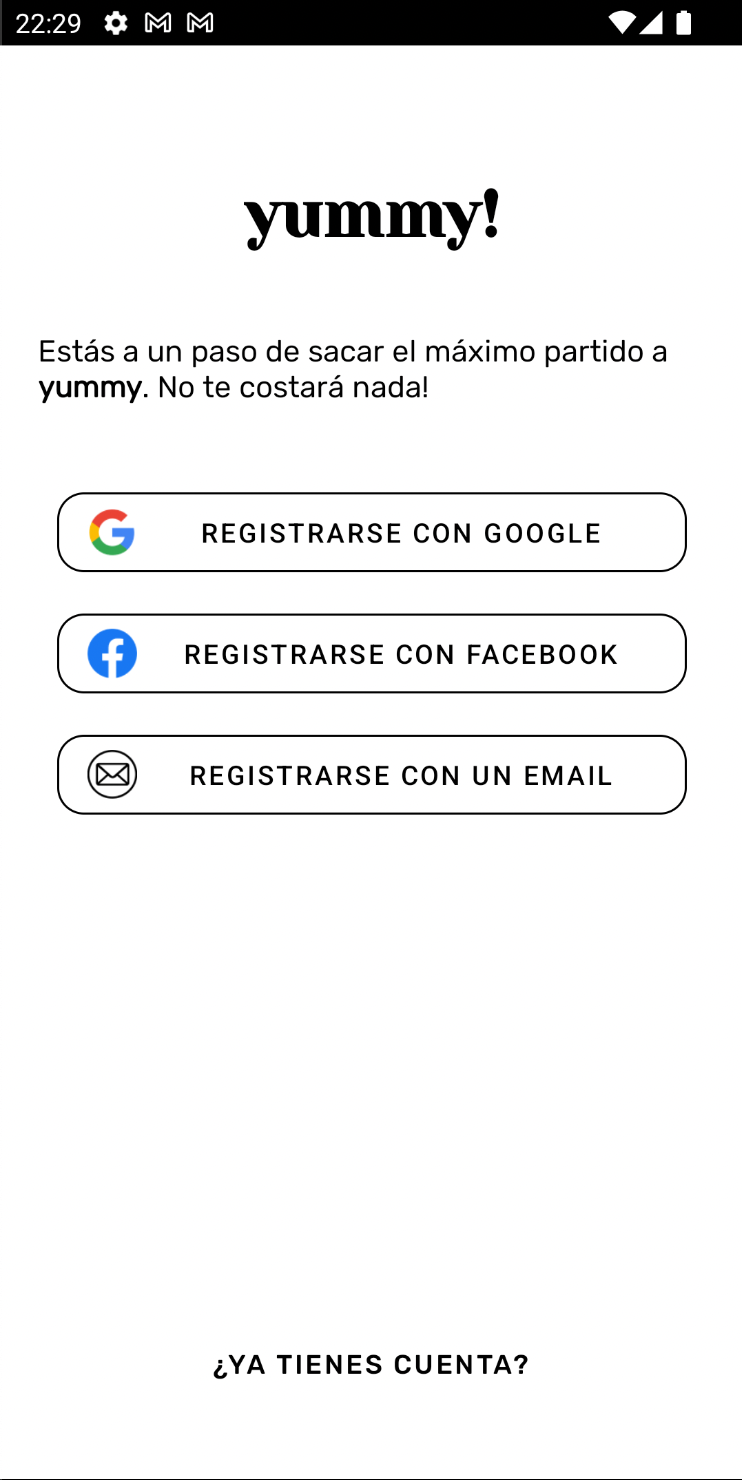 22:29
yummy!
Estás a un paso de sacar el máximo partido a
yummy. No te costará nada!
REGISTRARSE CON GOOGLE
REGISTRARSE CON FACEBOOK
REGISTRARSE CON UN EMAIL
¿YA TIENES CUENTA?